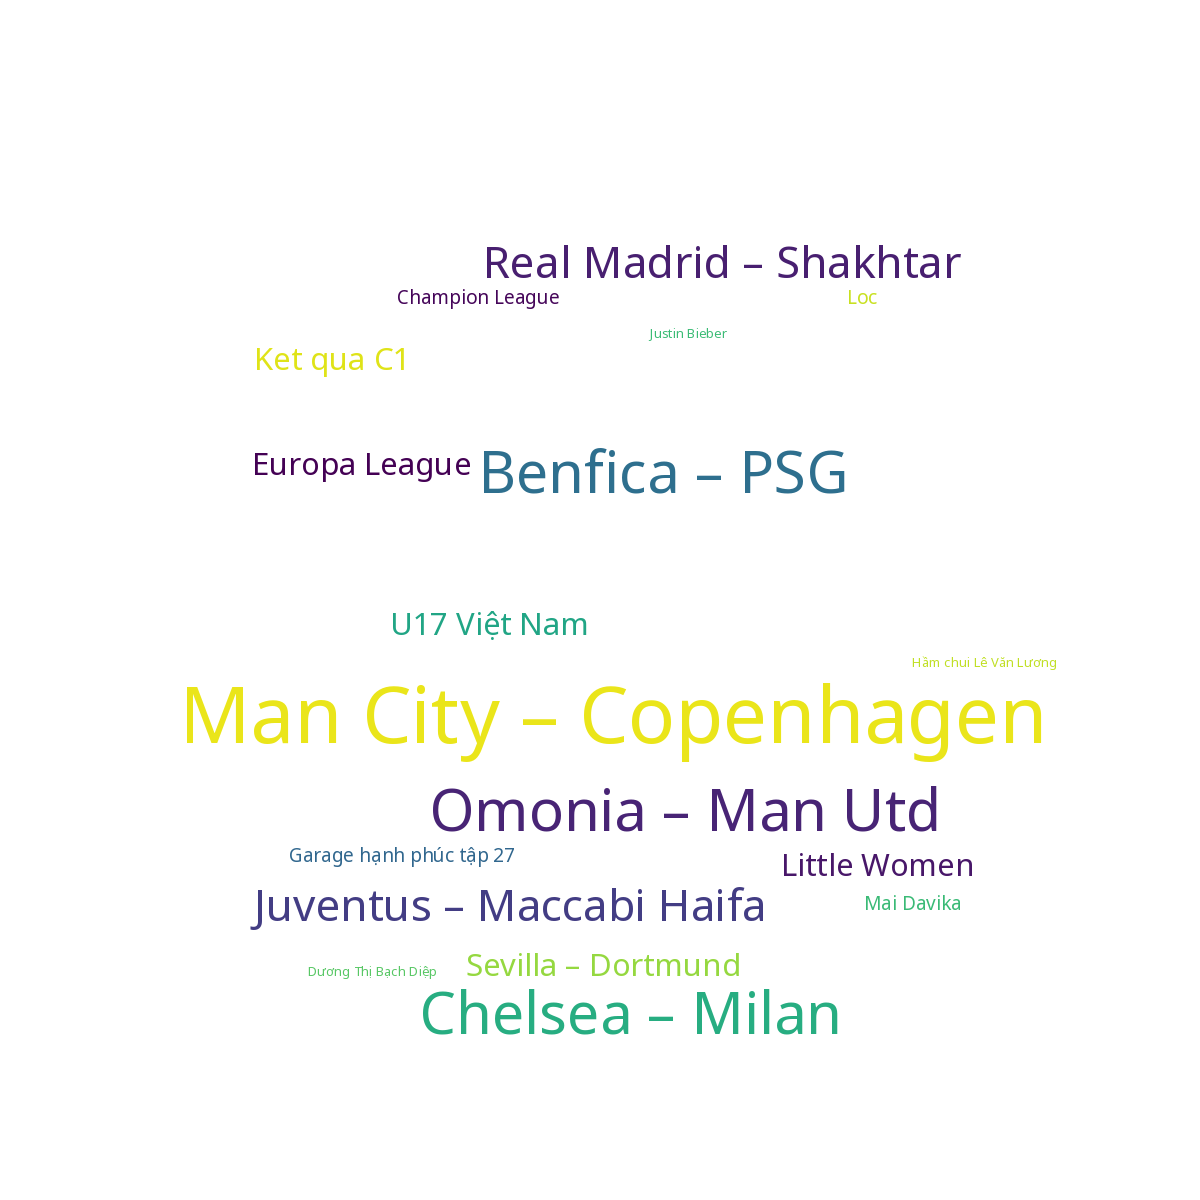 Real Madrid – Shakhtar
Champion League
Loc
Justin Bieber
Ket qua C1
Europa League
Benfica – PSG
U17 Việt Nam
Hầm chui Lê Văn Lương
Man City – Copenhagen
Omonia – Man Utd
Garage hạnh phúc tập 27
Little Women
Juventus – Maccabi Haifa
Mai Davika
Sevilla – Dortmund
Dương Thị Bạch Diệp
Chelsea – Milan